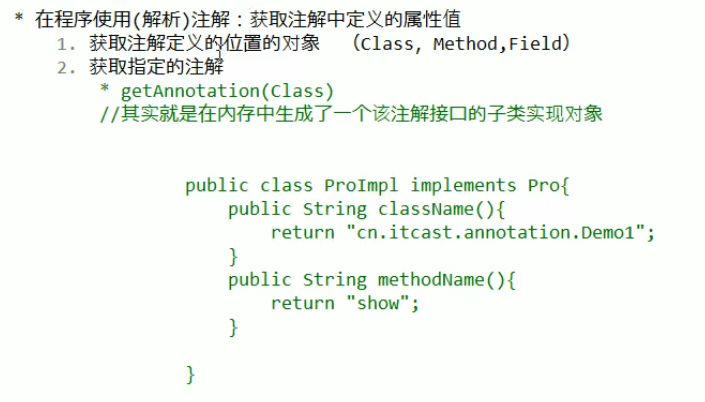 * 在程序使用(解析)注解：获取注解中定义的属性值
1. 获取注解定义的位置的对象 （Class, Method,Field）
2. 获取指定的注解
* getAnnotation(Class)
//其实就是在内存中生成了一个该注解接口的子类实现对象
public class ProImpl implements Pro{
public String className(){
return "cn.itcast.annotation.Demo1";
}
public String methodName(){
return "show";
}
}